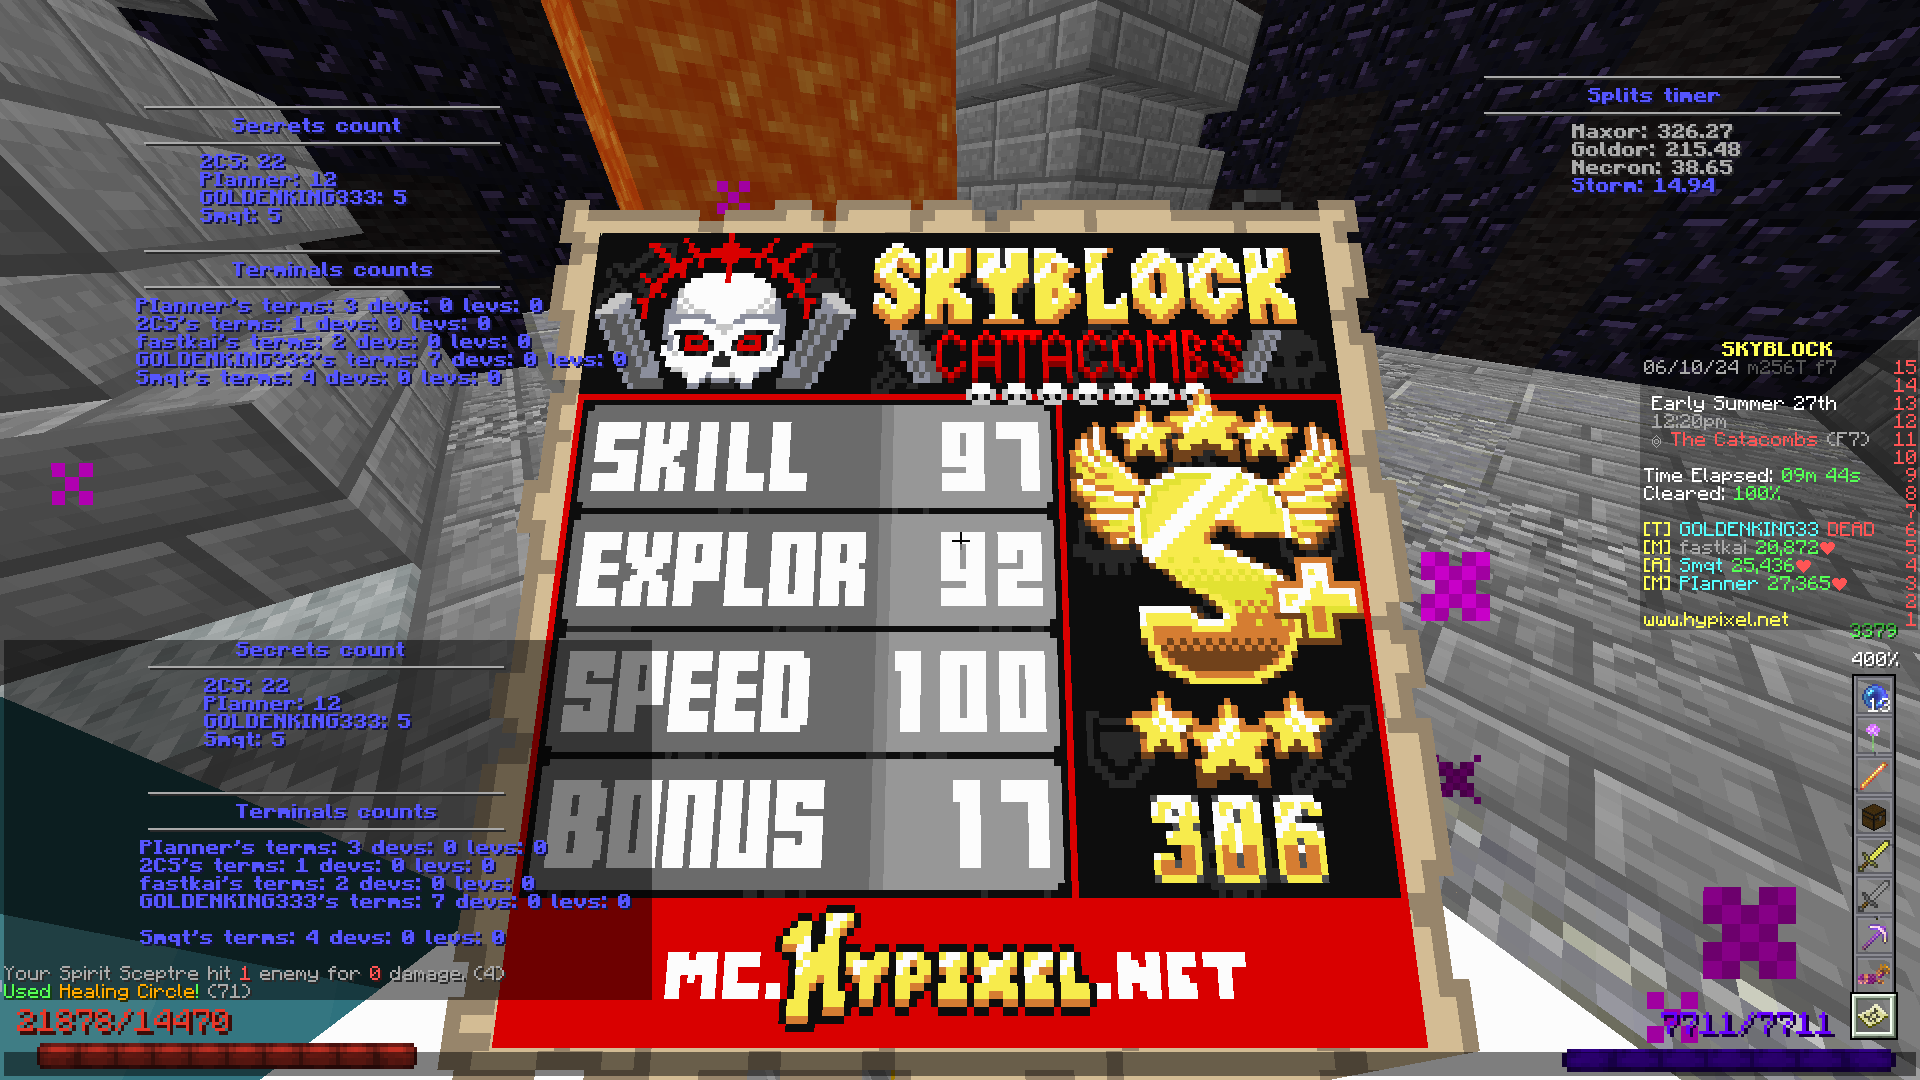 Secrets count
2C5: 22
PIanner: 12
GOLDENKING333: 5
Smqt: 5
Terminals counts
PIanner's terms: 3 devs: 0 levs: 0
2C5's terms: 1 devs: 0 levs: 0
fastkai's terms: 2 devs: 0 levs: 0
GOLDENKING333's terms: 7 devs: 0 levs: 0
Smqt's terms: 4 devs: 0 levs: 0
Splits timer
Maxor: 326.27
Goldor: 215.48
Necron: 38.65
Storm: 14.94
SKYBLOCK
CATACOMBS
SKILL 97
EXPLOR 92
SPEED 100
BONUS 17
S+
306
MC.HYPIXEL.NET
SKYBLOCK
06/10/24 m256T f7 15
14
Early Summer 27th 13
12:20pm 12
The Catacombs (F7) 11
10
Time Elapsed: 09m 44s 9
Cleared: 100% 8
7
[T] GOLDENKING33 DEAD 6
[M] fastkai 20,872❤ 5
[A] Smqt 25,436❤ 4
[M] PIanner 27,365❤ 3
2
www.hypixel.net 1
3379
400%
13
Secrets count
2C5: 22
PIanner: 12
GOLDENKING333: 5
Smqt: 5
Terminals counts
PIanner's terms: 3 devs: 0 levs: 0
2C5's terms: 1 devs: 0 levs: 0
fastkai's terms: 2 devs: 0 levs: 0
GOLDENKING333's terms: 7 devs: 0 levs: 0
Smqt's terms: 4 devs: 0 levs: 0
Your Spirit Sceptre hit 1 enemy for 0 damage. (4)
Used Healing Circle! (71)
21878/14470
7711/7711